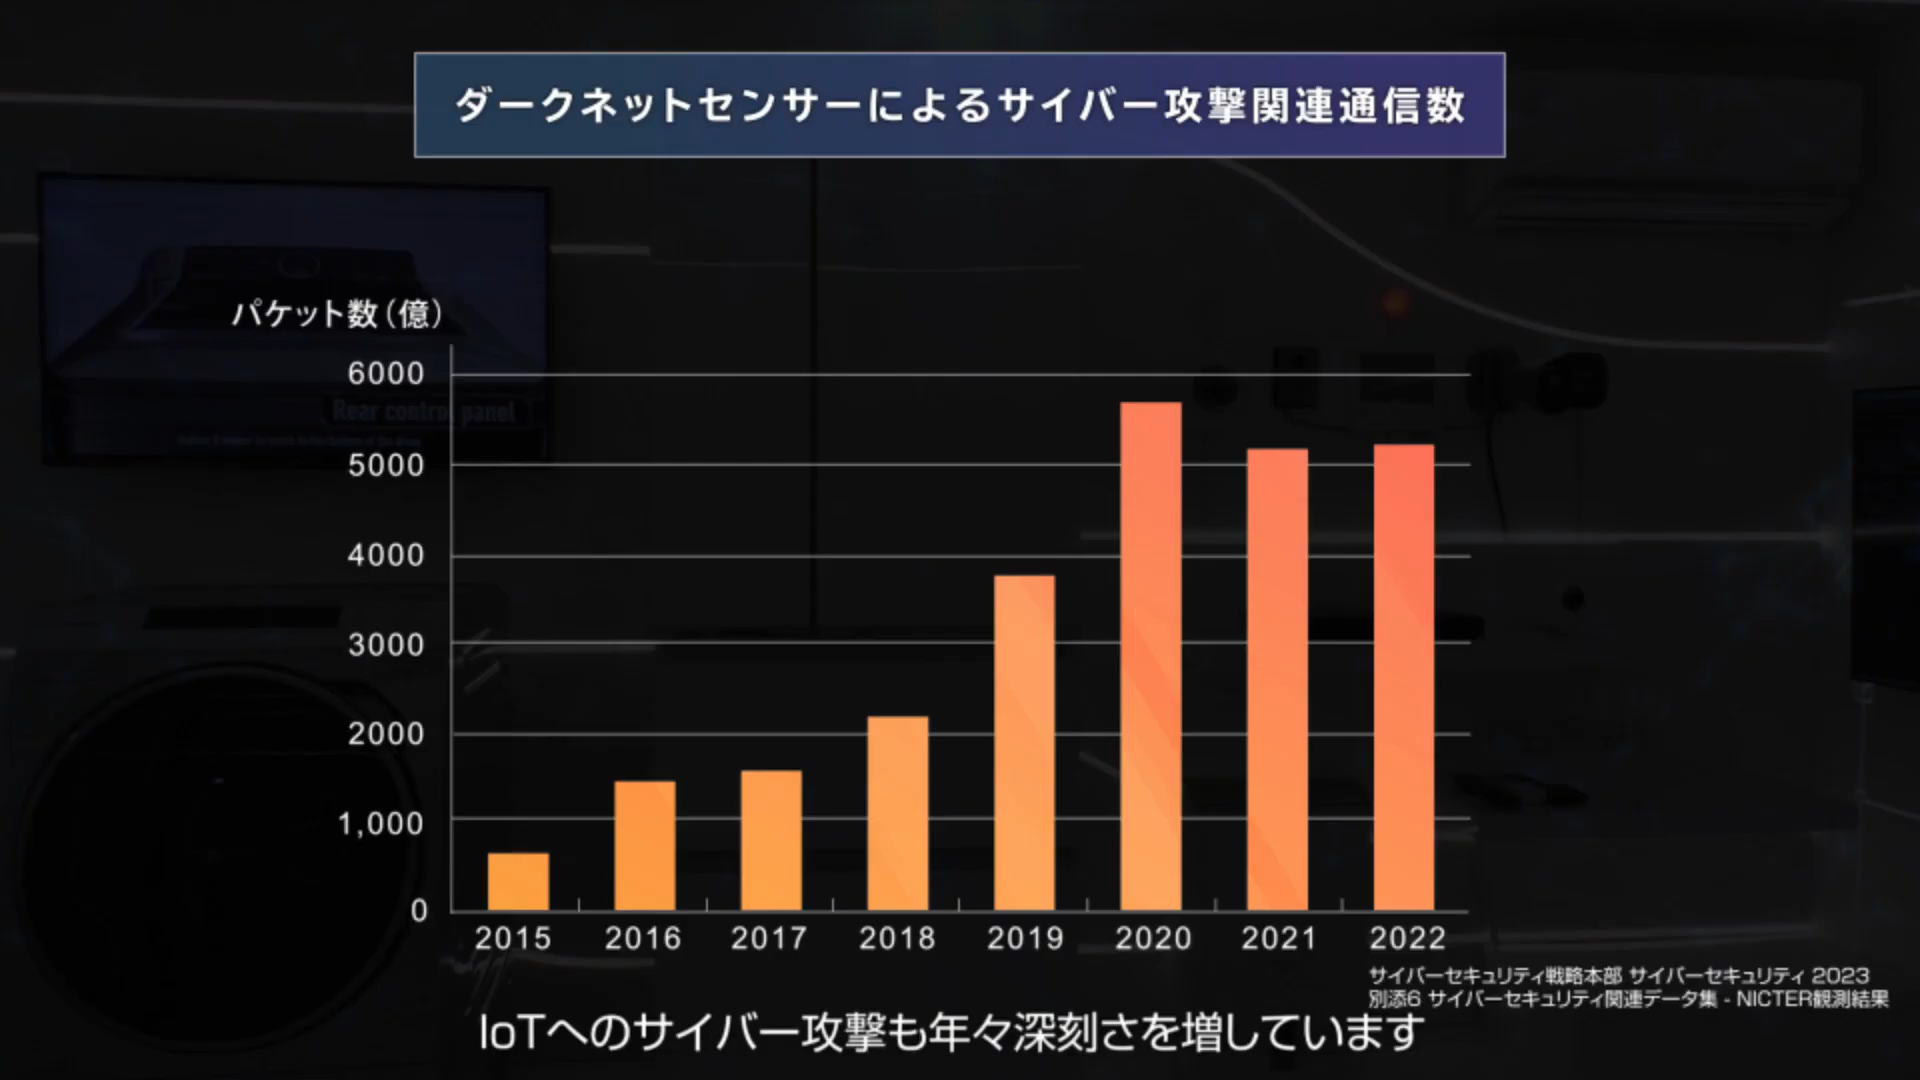 ダークネットセンサーによるサイバー攻撃関連通信数
パケット数（億）
6000
Rear control panel
5000
4000
3000
2000
1,000
0
2015 2016 2017 2018 2019 2020 2021 2022
サイバーセキュリティ戦略本部 サイバーセキュリティ 2023
別添6 サイバーセキュリティ関連データ集 - NICTER観測結果
IoTへのサイバー攻撃も年々深刻さを増しています